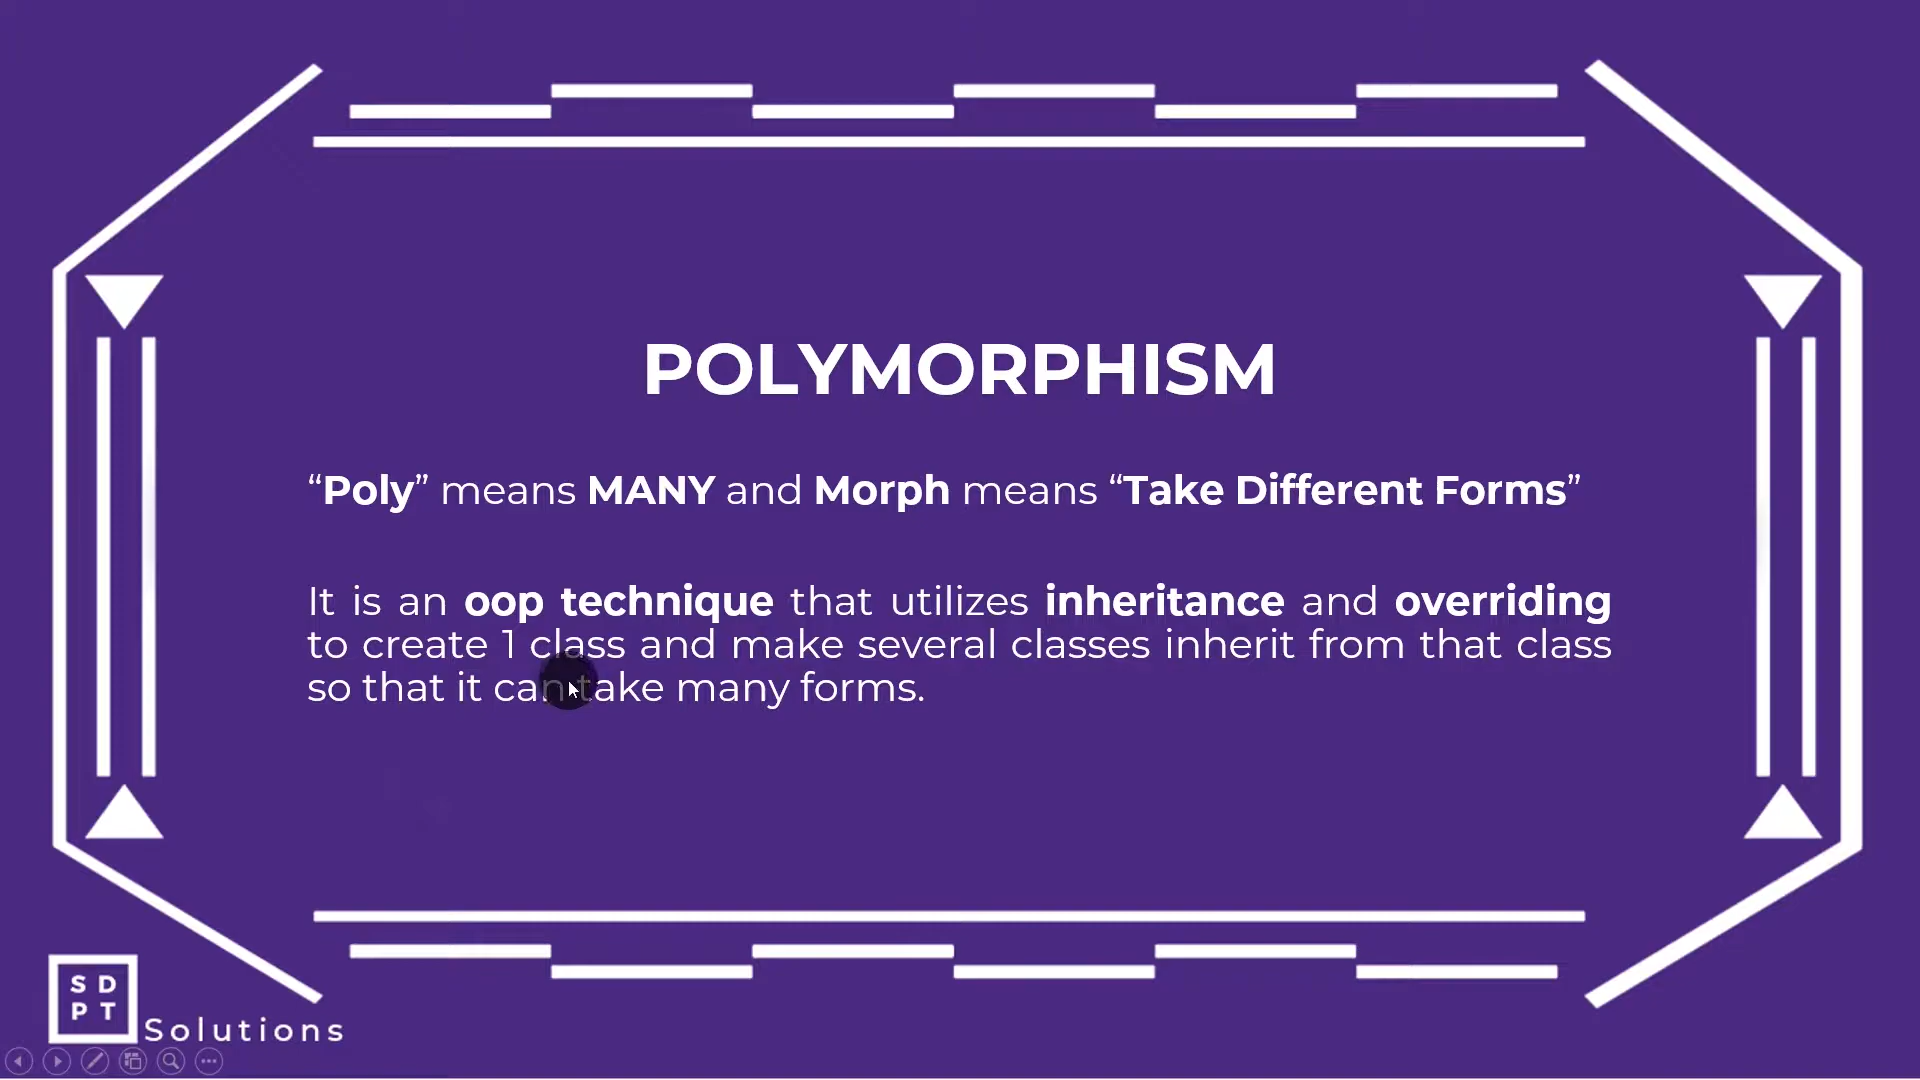 POLYMORPHISM
“Poly” means MANY and Morph means “Take Different Forms”
It is an oop technique that utilizes inheritance and overriding
to create 1 class and make several classes inherit from that class
so that it can take many forms.
S D
P T
Solutions